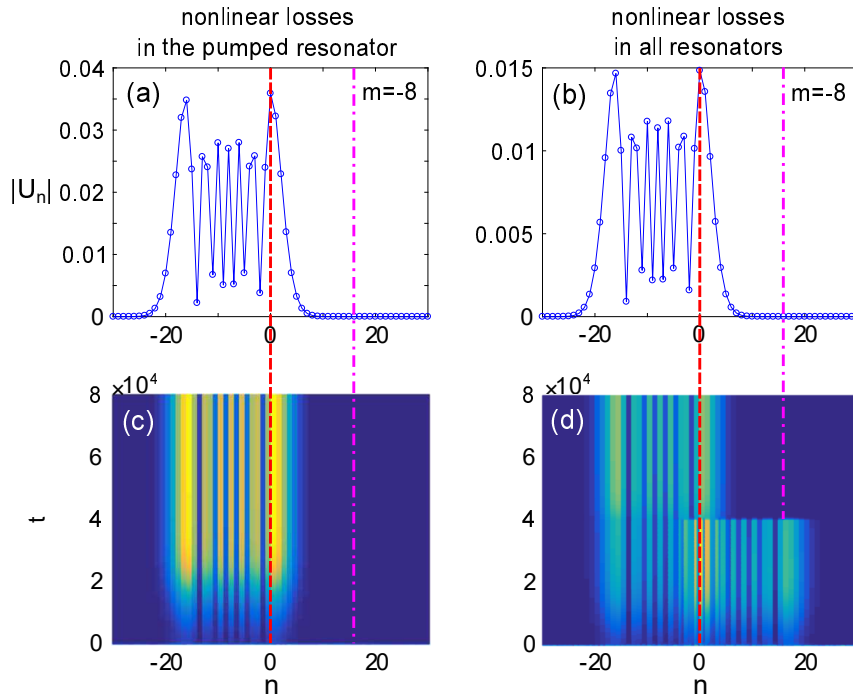 nonlinear losses
in the pumped resonator
nonlinear losses
in all resonators
0.04
0.03
0.02
0.01
0
|Uₙ|
(a)
m=-8
-20
0
20
0.015
0.01
0.005
0
(b)
m=-8
-20
0
20
×10⁴
8
6
4
2
0
t
(c)
-20
0
20
n
×10⁴
8
6
4
2
0
(d)
-20
0
20
n